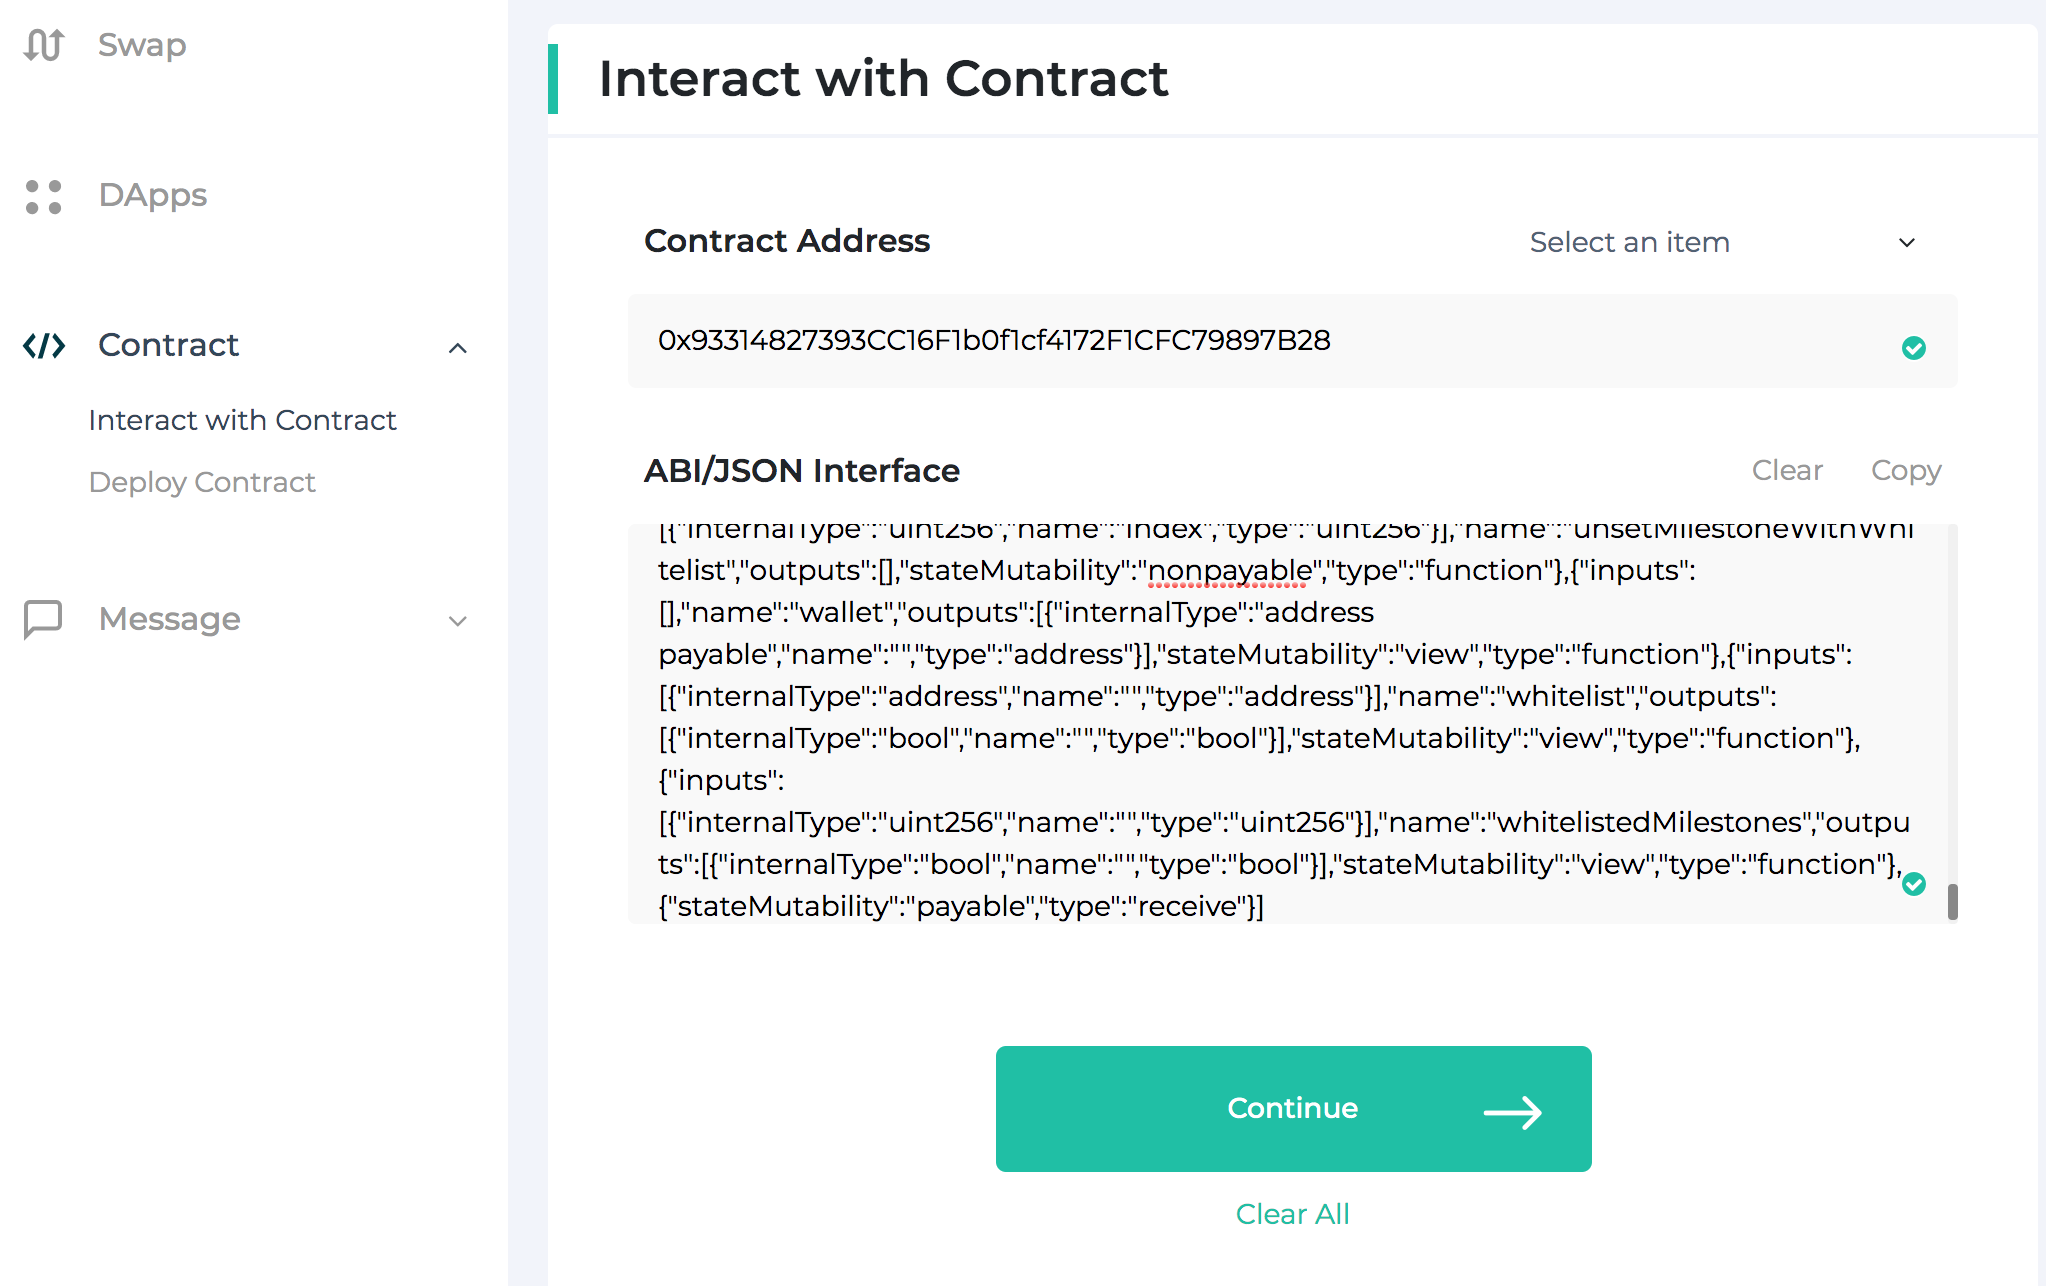 Swap
DApps
Contract
Interact with Contract
Deploy Contract
Message
Interact with Contract
Contract Address
Select an item
0x93314827393CC16F1b0f1cf4172F1CFC79897B28
ABI/JSON Interface
Clear
Copy
[{"internalType":"uint256","name":"index","type":"uint256"}],"name":"unsetMilestoneWithWhi
telist","outputs":[],"stateMutability":"nonpayable","type":"function"},{"inputs":
[],"name":"wallet","outputs":[{"internalType":"address
payable","name":"","type":"address"}],"stateMutability":"view","type":"function"},{"inputs":
[{"internalType":"address","name":"","type":"address"}],"name":"whitelist","outputs":
[{"internalType":"bool","name":"","type":"bool"}],"stateMutability":"view","type":"function"},
{"inputs":
[{"internalType":"uint256","name":"","type":"uint256"}],"name":"whitelistedMilestones","outpu
ts":[{"internalType":"bool","name":"","type":"bool"}],"stateMutability":"view","type":"function"},
{"stateMutability":"payable","type":"receive"}]
Continue
Clear All